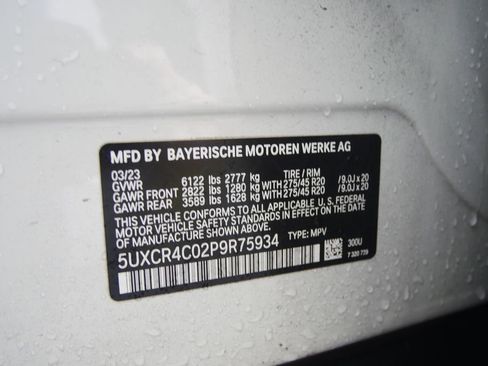 MFD BY BAYERISCHE MOTOREN WERKE AG
03/23
GVWR 6122 lbs 2777 kg TIRE / RIM
GAWR FRONT 2822 lbs 1280 kg WITH 275/45 R20 /9.0J x 20
GAWR REAR 3589 lbs 1628 kg WITH 275/45 R20 /9.0J x 20
THIS VEHICLE CONFORMS TO ALL APPLICABLE U. S. FEDERAL
MOTOR VEHICLE SAFETY STANDARDS IN EFFECT ON THE
DATE OF MANUFACTURE SHOWN ABOVE.
5UXCR4C02P9R75934 TYPE: MPV
300U
7 320 729